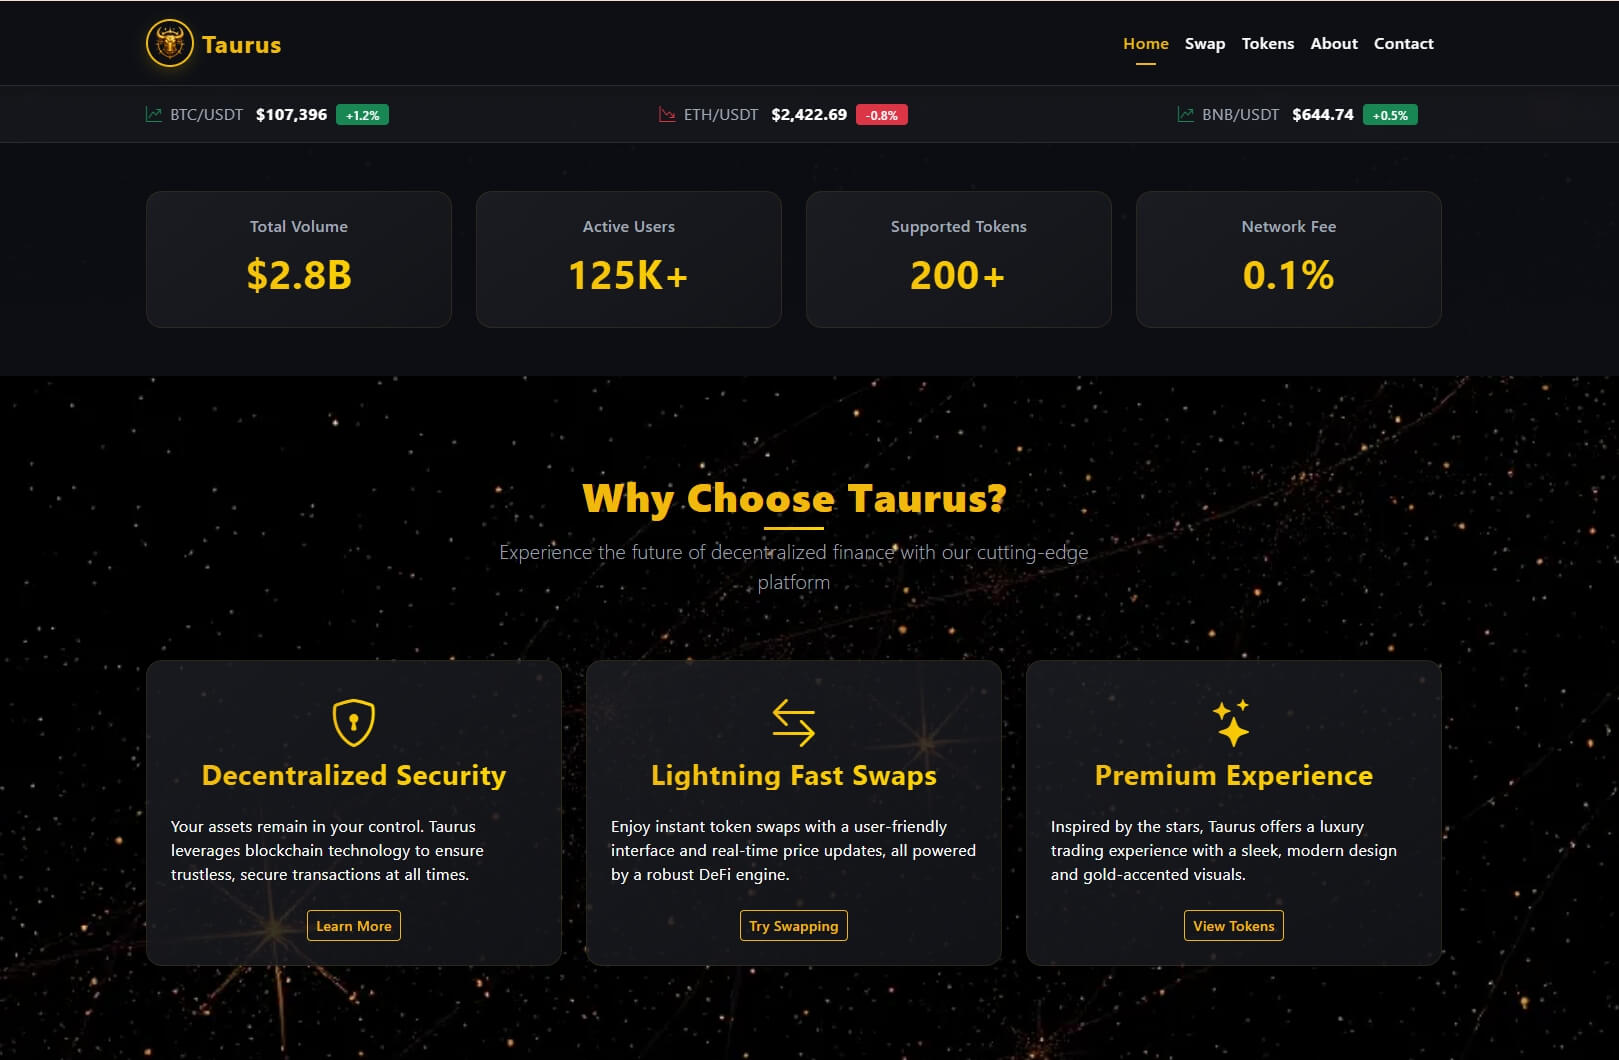 Taurus
Home Swap Tokens About Contact
BTC/USDT $107,396 +1.2%
ETH/USDT $2,422.69 -0.8%
BNB/USDT $644.74 +0.5%
Total Volume
$2.8B
Active Users
125K+
Supported Tokens
200+
Network Fee
0.1%
Why Choose Taurus?
Experience the future of decentralized finance with our cutting-edge
platform
Decentralized Security
Your assets remain in your control. Taurus
leverages blockchain technology to ensure
trustless, secure transactions at all times.
Learn More
Lightning Fast Swaps
Enjoy instant token swaps with a user-friendly
interface and real-time price updates, all powered
by a robust DeFi engine.
Try Swapping
Premium Experience
Inspired by the stars, Taurus offers a luxury
trading experience with a sleek, modern design
and gold-accented visuals.
View Tokens